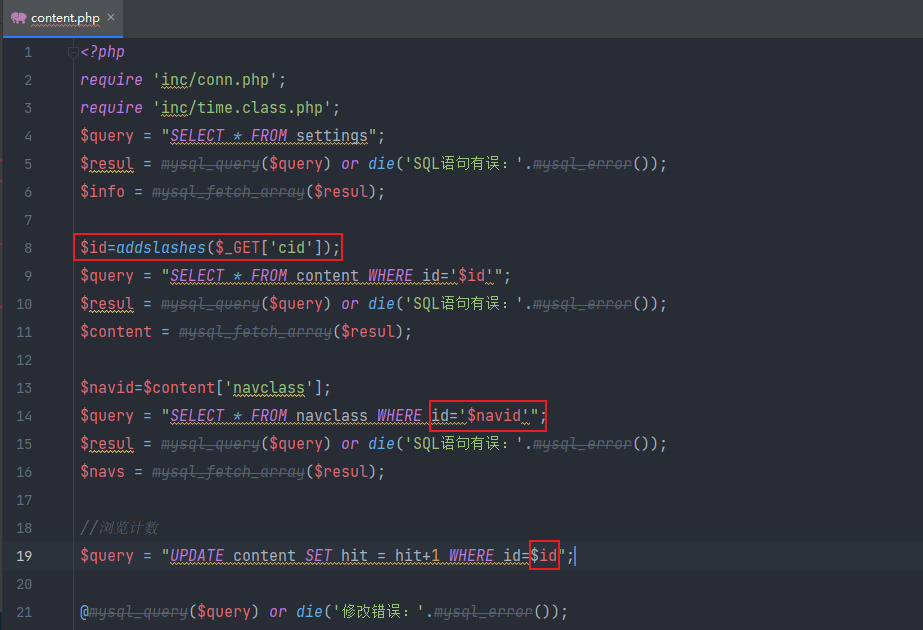 content.php ×
1 <?php
2 require 'inc/conn.php';
3 require 'inc/time.class.php';
4 $query = "SELECT * FROM settings";
5 $resul = mysql_query($query) or die('SQL语句有误：'.mysql_error());
6 $info = mysql_fetch_array($resul);
7
8 $id=addslashes($_GET['cid']);
9 $query = "SELECT * FROM content WHERE id='$id'";
10 $resul = mysql_query($query) or die('SQL语句有误：'.mysql_error());
11 $content = mysql_fetch_array($resul);
12
13 $navid=$content['navclass'];
14 $query = "SELECT * FROM navclass WHERE id='$navid'";
15 $resul = mysql_query($query) or die('SQL语句有误：'.mysql_error());
16 $navs = mysql_fetch_array($resul);
17
18 //浏览计数
19 $query = "UPDATE content SET hit = hit+1 WHERE id=$id";
20
21 @mysql_query($query) or die('修改错误：'.mysql_error());